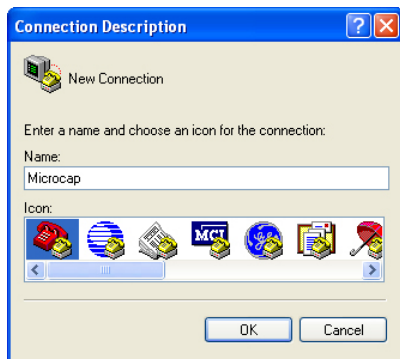 Connection Description
New Connection
Enter a name and choose an icon for the connection:
Name:
Microcap
Icon:
MCI
OK
Cancel